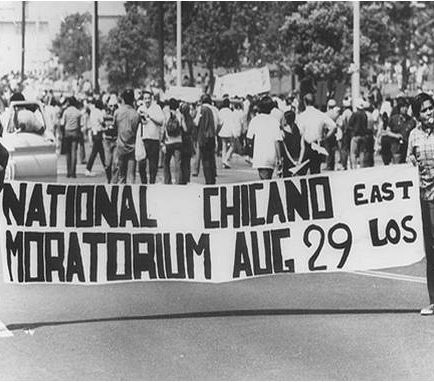 NATIONAL CHICANO EAST
MORATORIUM AUG 29 LOS